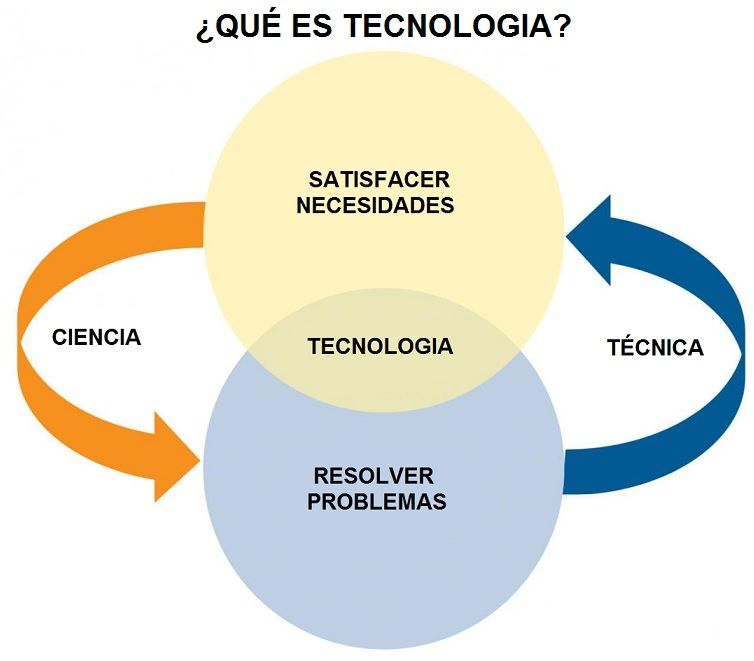 ¿QUÉ ES TECNOLOGIA?
SATISFACER
NECESIDADES
CIENCIA
TECNOLOGIA
TÉCNICA
RESOLVER
PROBLEMAS